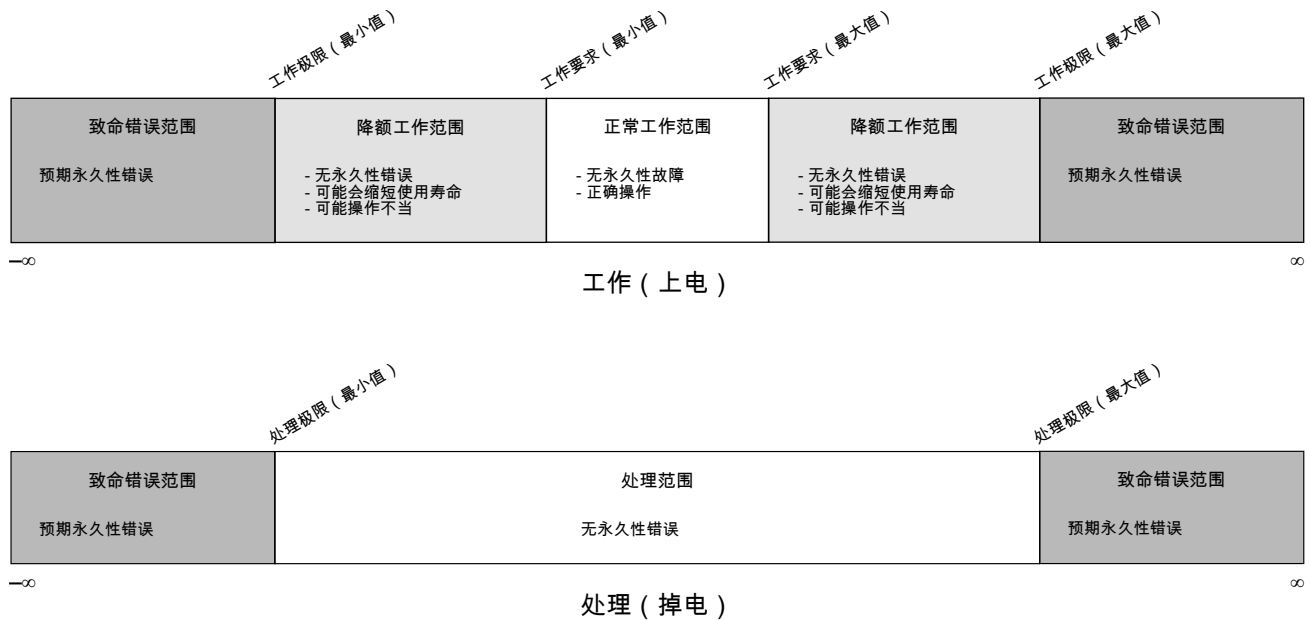 工作极限（最小值）
工作要求（最小值）
工作要求（最大值）
工作极限（最大值）
致命错误范围
预期永久性错误
降额工作范围
- 无永久性错误
- 可能会缩短使用寿命
- 可能操作不当
正常工作范围
- 无永久性故障
- 正确操作
降额工作范围
- 无永久性错误
- 可能会缩短使用寿命
- 可能操作不当
致命错误范围
预期永久性错误
–∞
∞
工作（上电）
处理极限（最小值）
处理极限（最大值）
致命错误范围
预期永久性错误
处理范围
无永久性错误
致命错误范围
预期永久性错误
–∞
∞
处理（掉电）